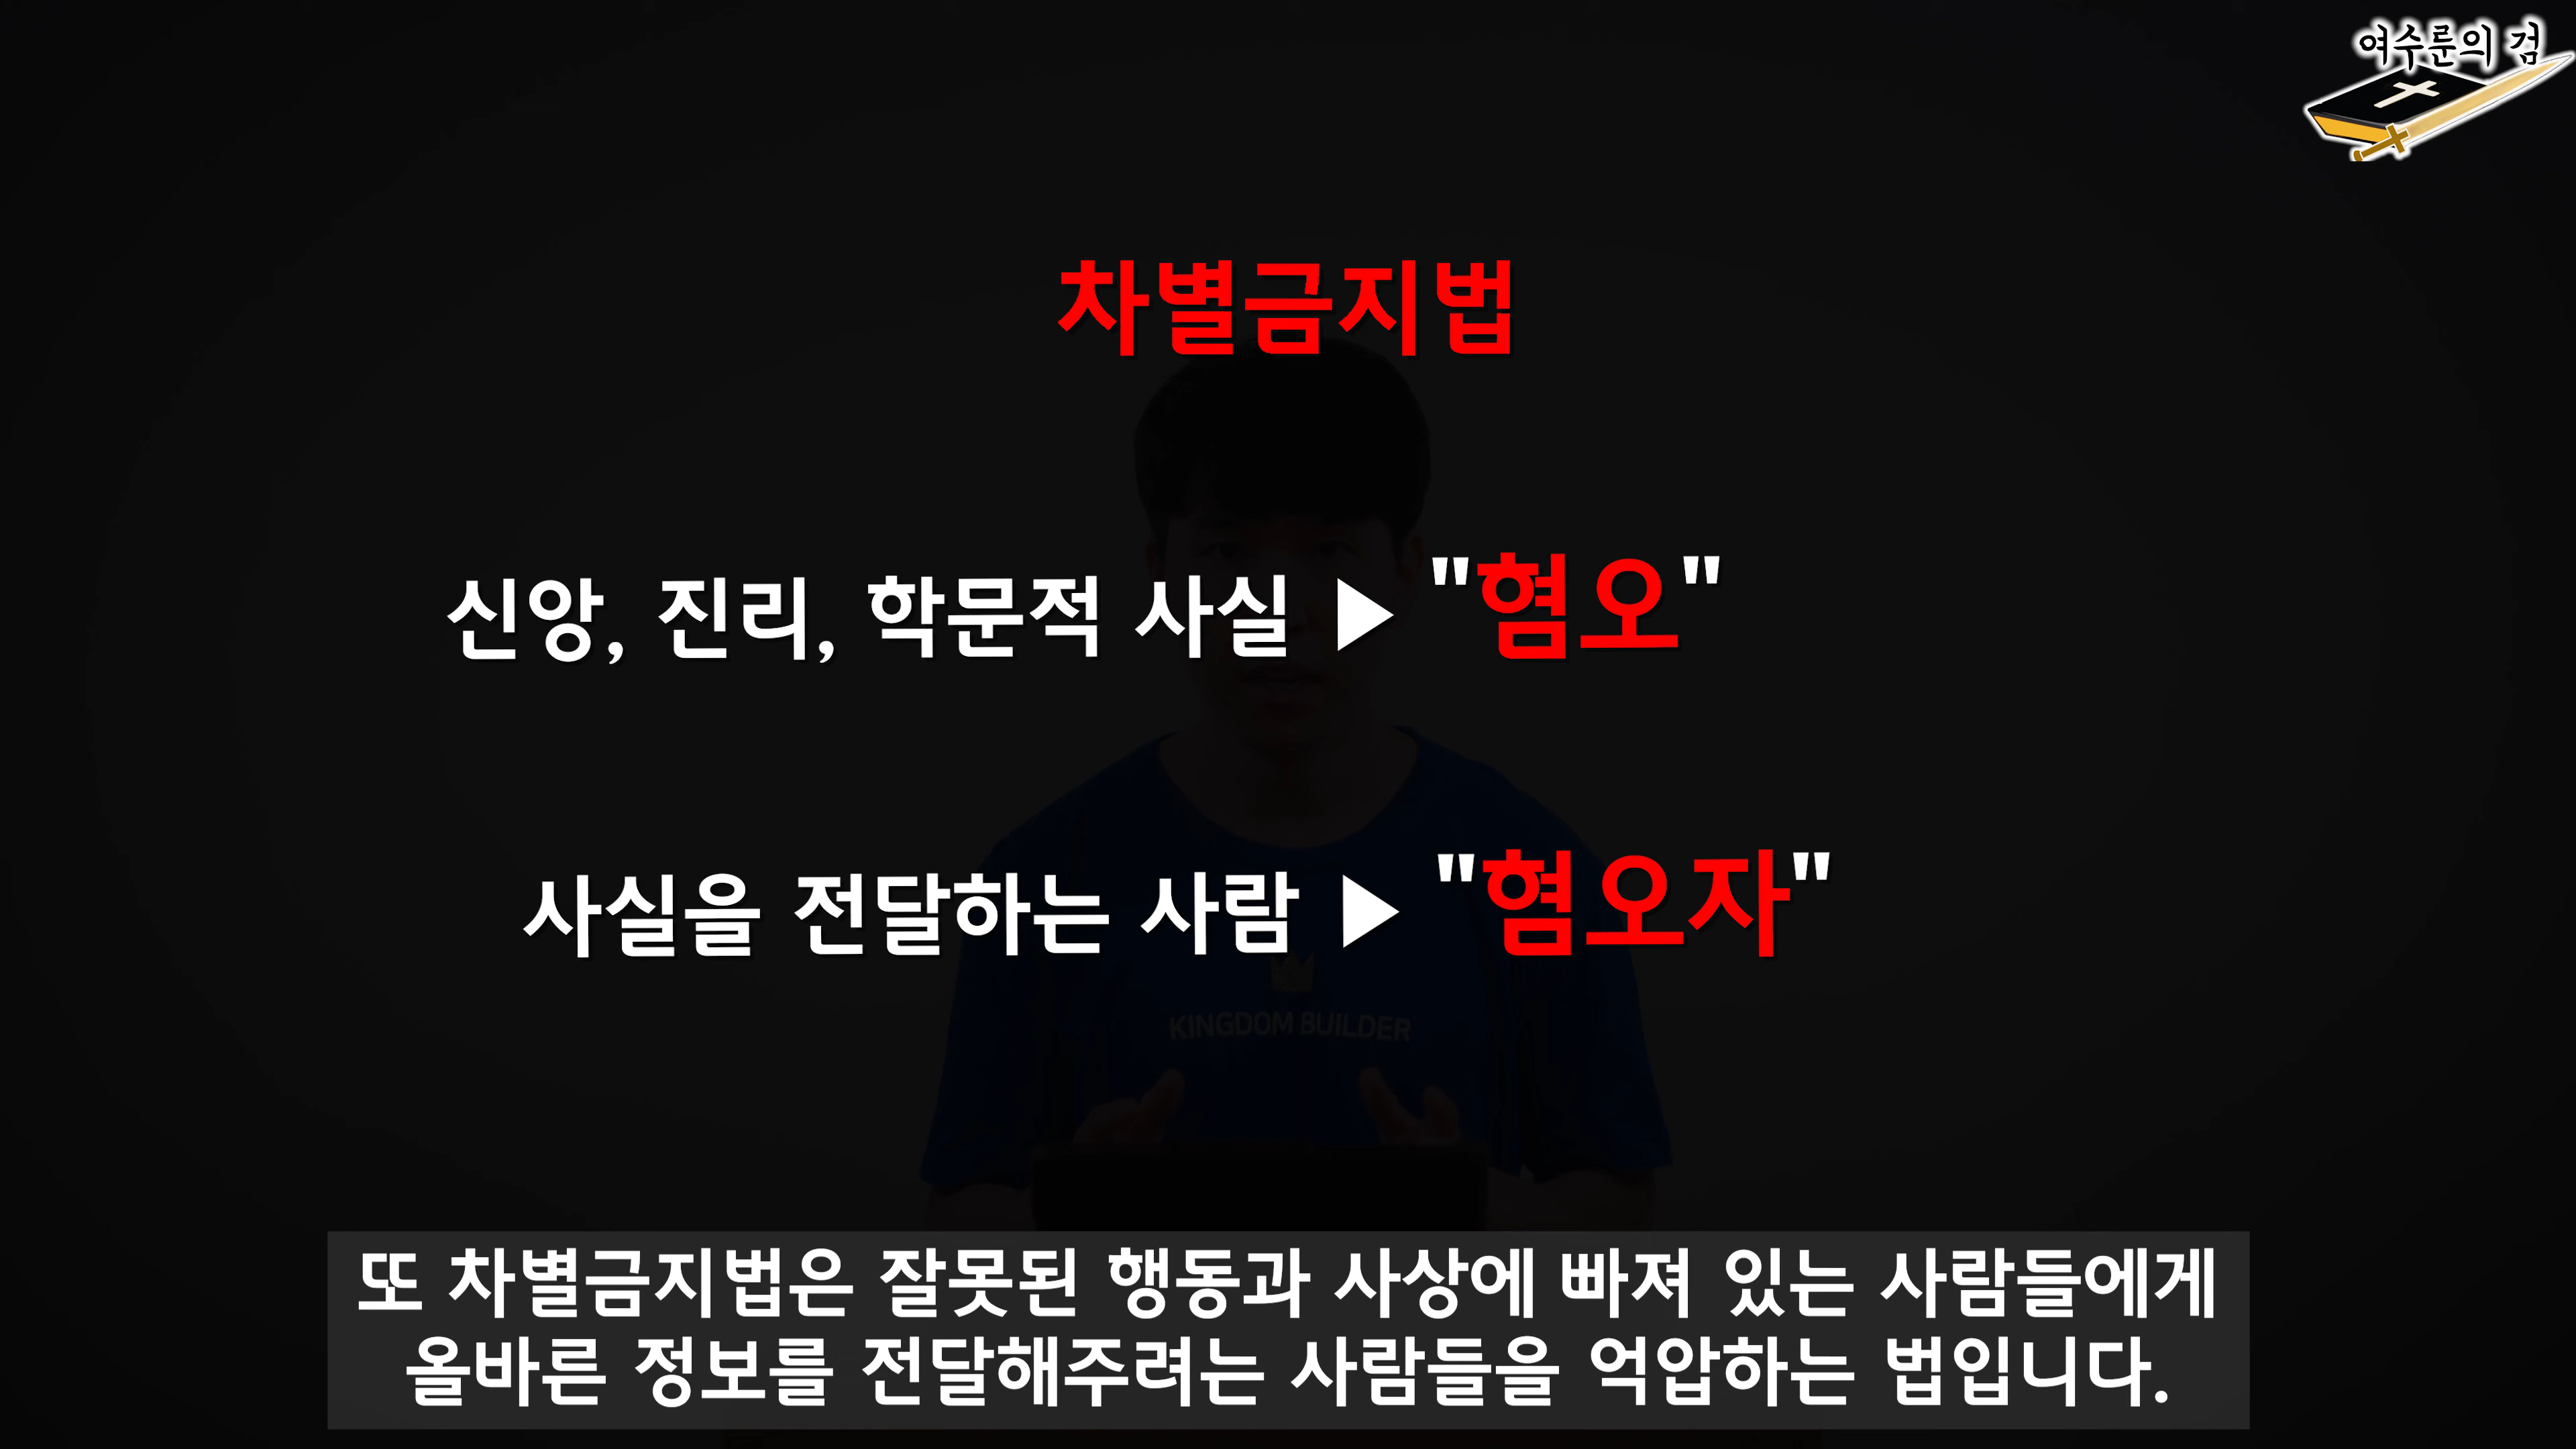 여수룬의 검
차별금지법
신앙, 진리, 학문적 사실 ▶ "혐오"
사실을 전달하는 사람 ▶ "혐오자"
KINGDOM BUILDER
또 차별금지법은 잘못된 행동과 사상에 빠져 있는 사람들에게
올바른 정보를 전달해주려는 사람들을 억압하는 법입니다.